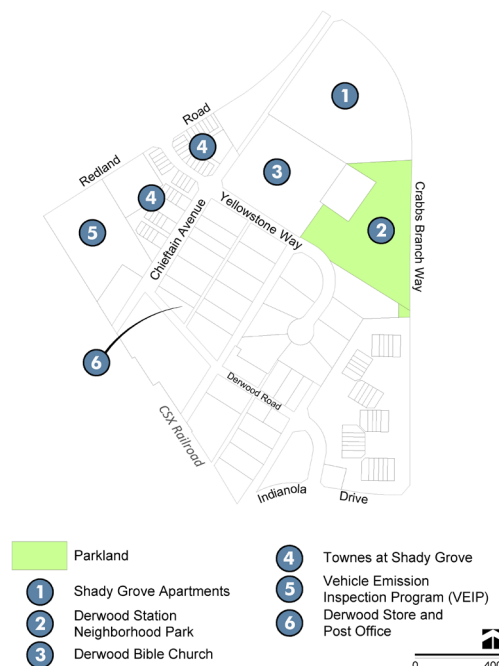 1
Road
4
Redland
3
4
Yellowstone Way
Crabbs Branch Way
2
5
Chieftain Avenue
6
Derwood Road
CSX Railroad
Indianola
Drive
Parkland
1 Shady Grove Apartments
2 Derwood Station
Neighborhood Park
3 Derwood Bible Church
4 Townes at Shady Grove
5 Vehicle Emission
Inspection Program (VEIP)
6 Derwood Store and
Post Office
0